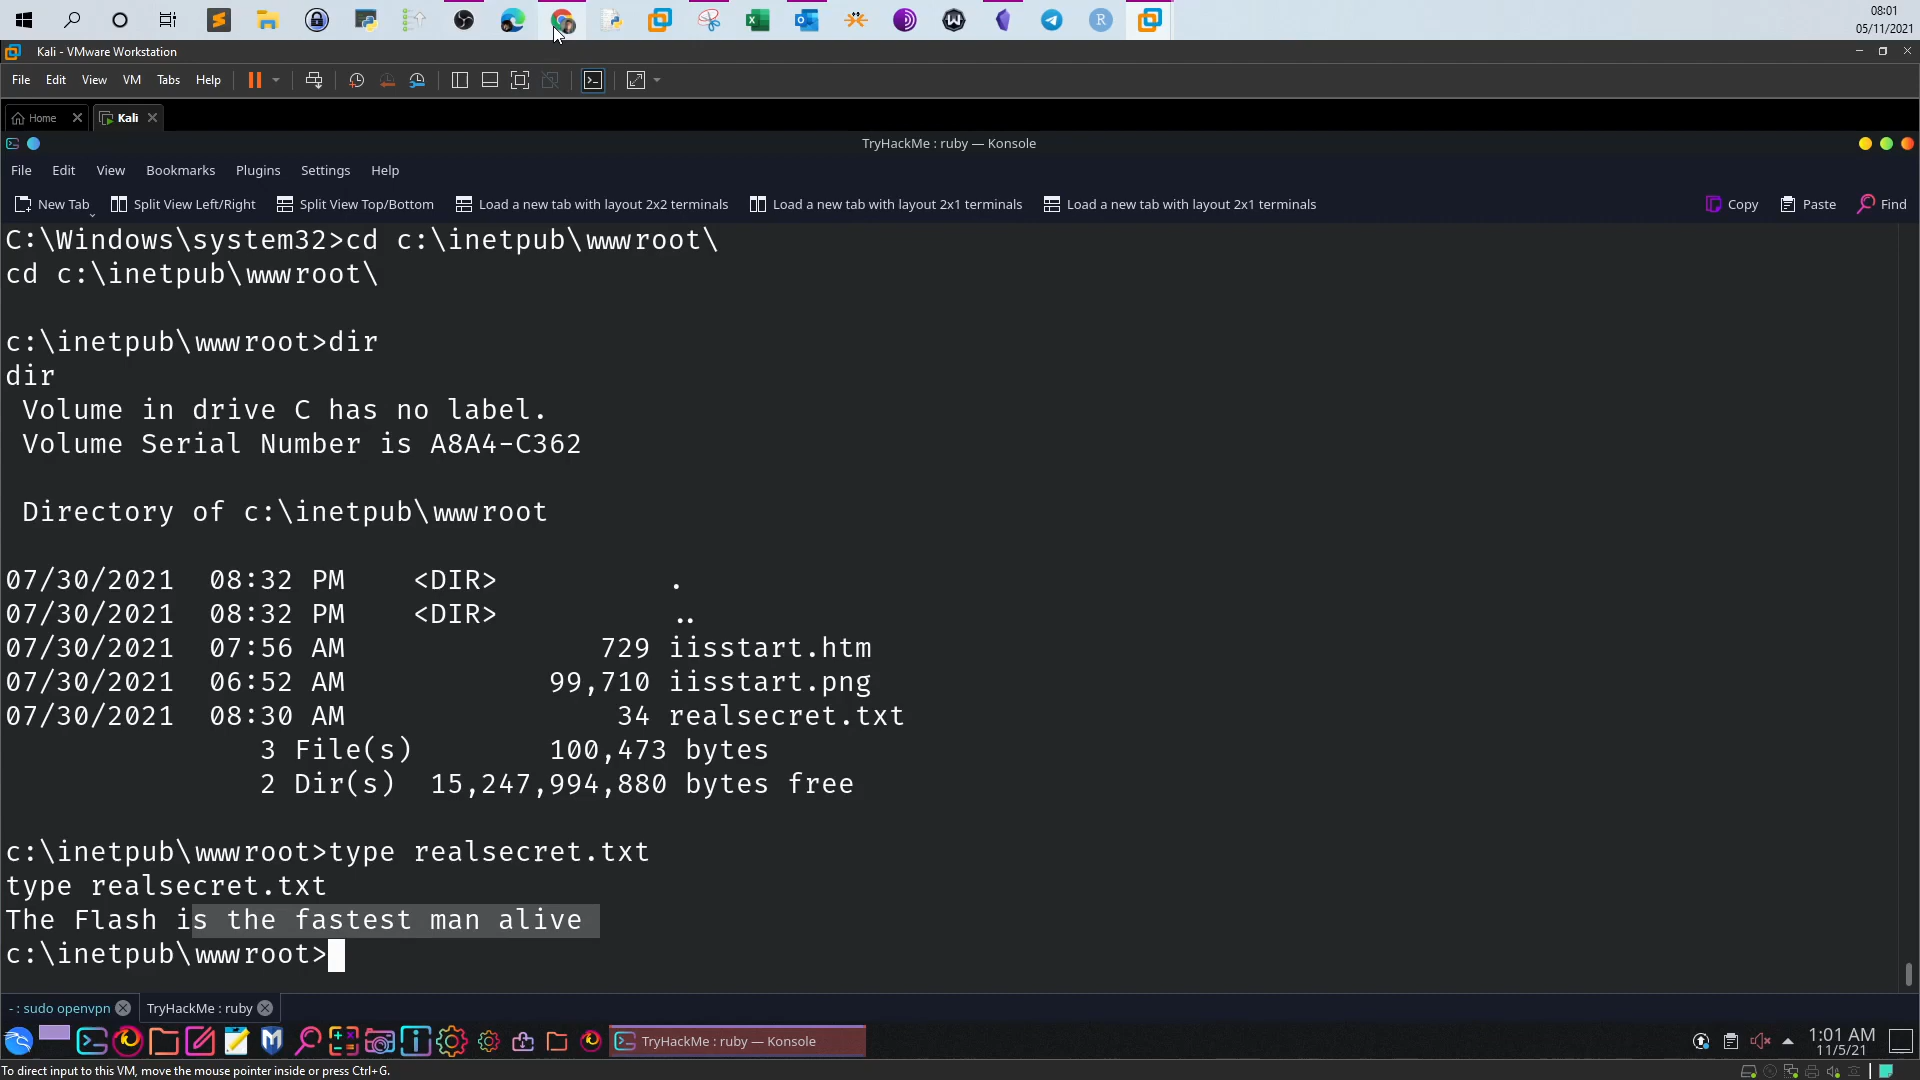 08:01
05/11/2021
Kali - VMware Workstation
File Edit View VM Tabs Help
Home Kali
TryHackMe : ruby — Konsole
File Edit View Bookmarks Plugins Settings Help
New Tab Split View Left/Right Split View Top/Bottom Load a new tab with layout 2x2 terminals Load a new tab with layout 2x1 terminals Load a new tab with layout 2x1 terminals Copy Paste Find
C:\Windows\system32>cd c:\inetpub\wwwroot\
cd c:\inetpub\wwwroot\
c:\inetpub\wwwroot>dir
dir
Volume in drive C has no label.
Volume Serial Number is A8A4-C362
Directory of c:\inetpub\wwwroot
07/30/2021 08:32 PM <DIR> .
07/30/2021 08:32 PM <DIR> ..
07/30/2021 07:56 AM 729 iisstart.htm
07/30/2021 06:52 AM 99,710 iisstart.png
07/30/2021 08:30 AM 34 realsecret.txt
3 File(s) 100,473 bytes
2 Dir(s) 15,247,994,880 bytes free
c:\inetpub\wwwroot>type realsecret.txt
type realsecret.txt
The Flash is the fastest man alive
c:\inetpub\wwwroot>
- : sudo openvpn TryHackMe : ruby
TryHackMe : ruby — Konsole
1:01 AM
11/5/21
To direct input to this VM, move the mouse pointer inside or press Ctrl+G.